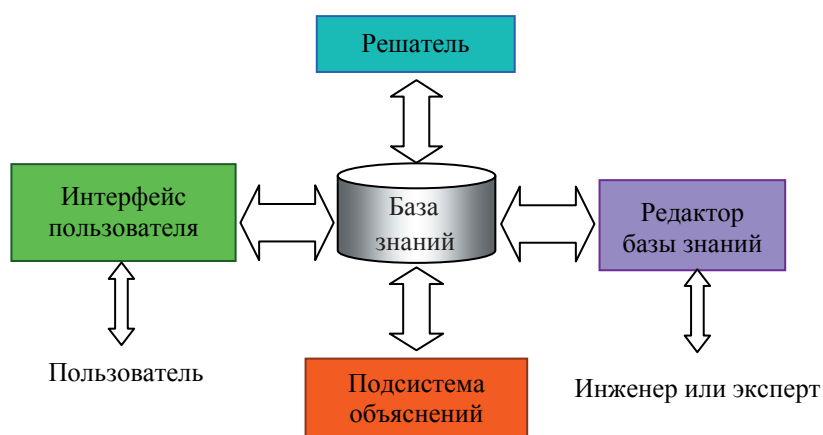 Решатель
Интерфейс
пользователя
База
знаний
Редактор
базы знаний
Пользователь
Подсистема
объяснений
Инженер или эксперт